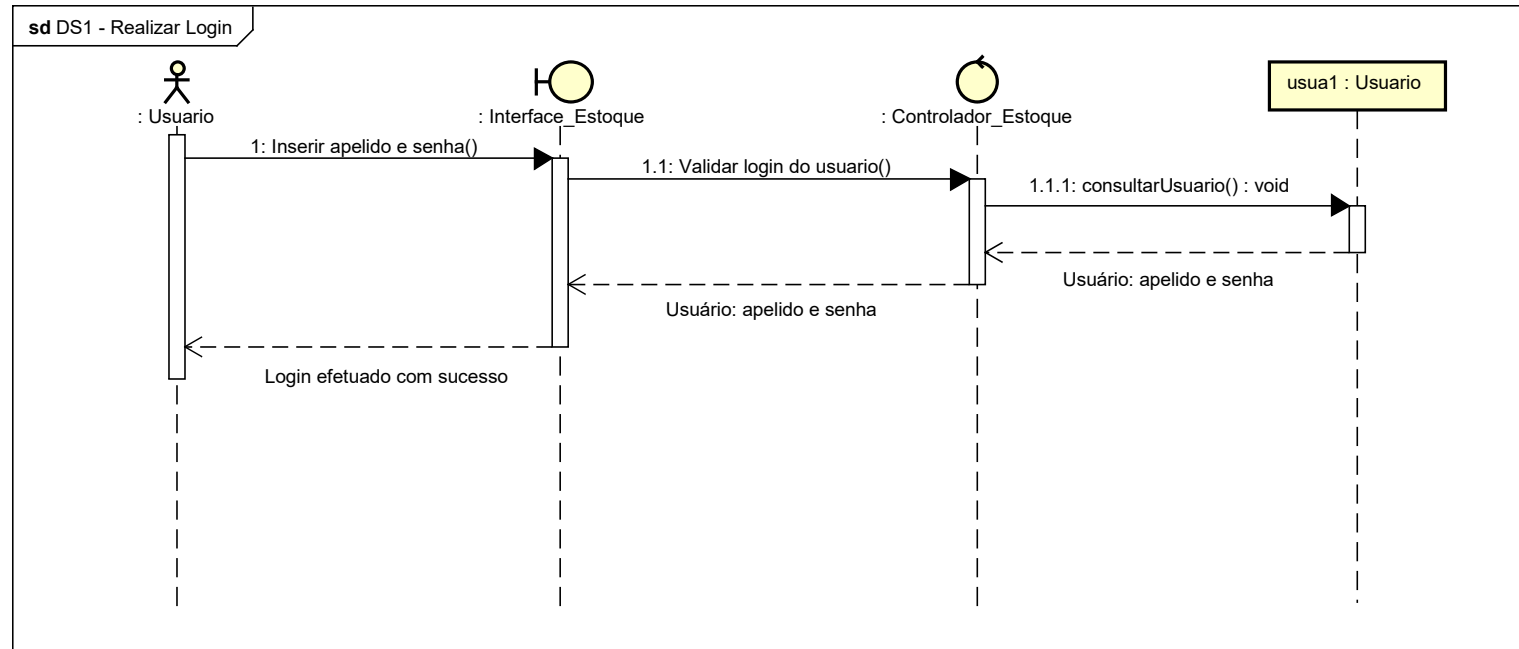 sd DS1 - Realizar Login
: Usuario
: Interface_Estoque
: Controlador_Estoque
usua1 : Usuario
1: Inserir apelido e senha()
1.1: Validar login do usuario()
1.1.1: consultarUsuario() : void
Usuário: apelido e senha
Usuário: apelido e senha
Login efetuado com sucesso